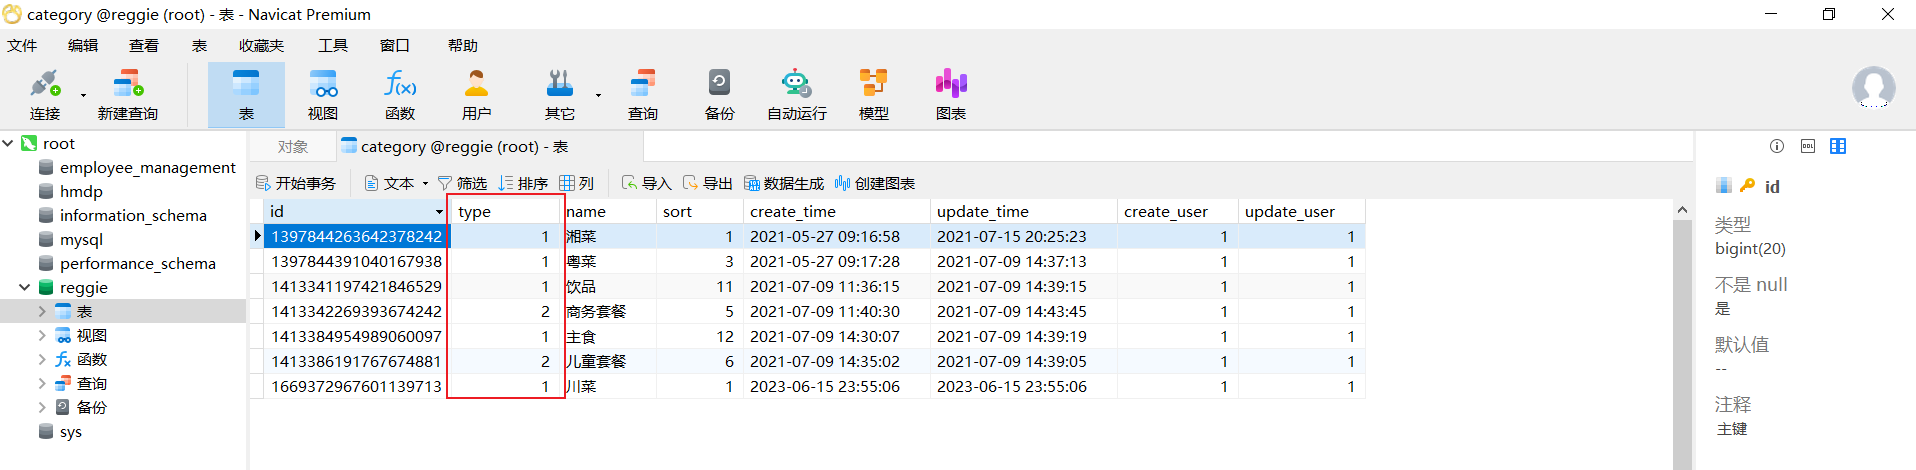 category @reggie (root) - 表 - Navicat Premium
文件 编辑 查看 表 收藏夹 工具 窗口 帮助
连接 新建查询 表 视图 函数 用户 其它 查询 备份 自动运行 模型 图表
root
employee_management
hmdp
information_schema
mysql
performance_schema
reggie
表
视图
函数
查询
备份
sys
对象 category @reggie (root) - 表
开始事务 文本 筛选 排序 列 导入 导出 数据生成 创建图表
id type name sort create_time update_time create_user update_user
1397844263642378242 1 湘菜 1 2021-05-27 09:16:58 2021-07-15 20:25:23 1 1
1397844391040167938 1 粤菜 3 2021-05-27 09:17:28 2021-07-09 14:37:13 1 1
1413341197421846529 1 饮品 11 2021-07-09 11:36:15 2021-07-09 14:39:15 1 1
1413342269393674242 2 商务套餐 5 2021-07-09 11:40:30 2021-07-09 14:43:45 1 1
1413384954989060097 1 主食 12 2021-07-09 14:30:07 2021-07-09 14:39:19 1 1
1413386191767674881 2 儿童套餐 6 2021-07-09 14:35:02 2021-07-09 14:39:05 1 1
1669372967601139713 1 川菜 1 2023-06-15 23:55:06 2023-06-15 23:55:06 1 1
DDL
id
类型
bigint(20)
不是 null
是
默认值
--
注释
主键